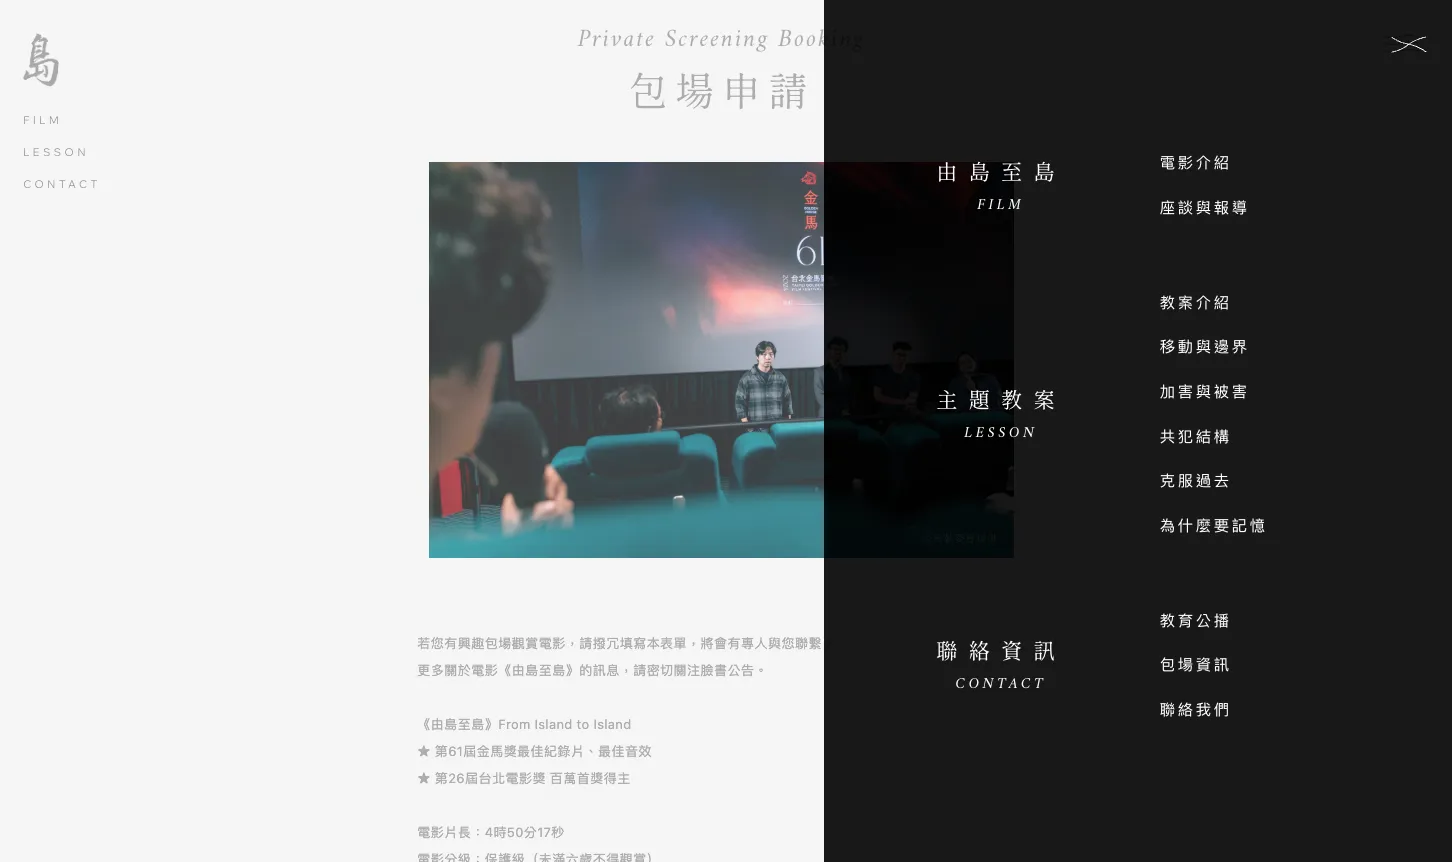 島
FILM
LESSON
CONTACT
Private Screening Booking
包場申請
金
馬
61
若您有興趣包場觀賞電影，請撥冗填寫本表單，將會有專人與您聯繫
更多關於電影《由島至島》的訊息，請密切關注臉書公告。
《由島至島》From Island to Island
★ 第61屆金馬獎最佳紀錄片、最佳音效
★ 第26屆台北電影獎 百萬首獎得主
電影片長：4時50分17秒
電影分級：保護級（未滿六歲不得觀賞）
由島至島
FILM
電影介紹
座談與報導
主題教案
LESSON
教案介紹
移動與邊界
加害與被害
共犯結構
克服過去
為什麼要記憶
聯絡資訊
CONTACT
教育公播
包場資訊
聯絡我們